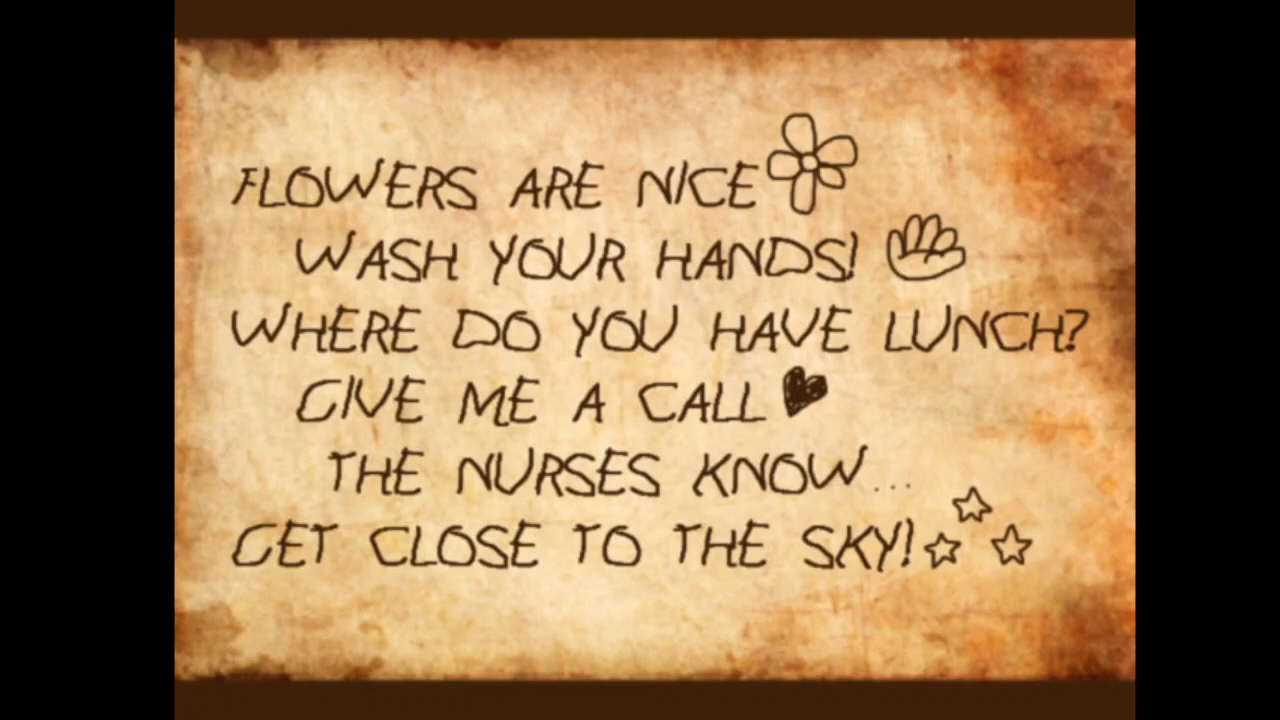 FLOWERS ARE NICE
WASH YOUR HANDS!
WHERE DO YOU HAVE LUNCH?
GIVE ME A CALL
THE NURSES KNOW...
GET CLOSE TO THE SKY!